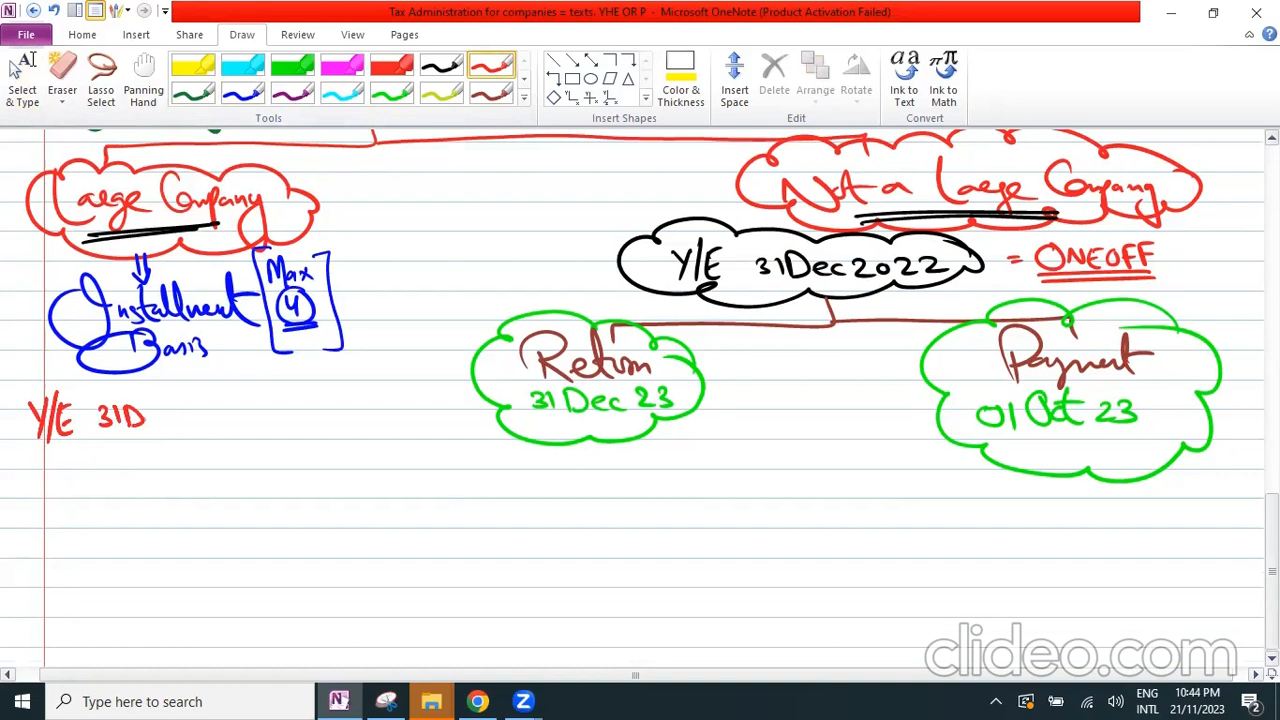 Tax Administration for companies = texts. YHE OR P - Microsoft OneNote (Product Activation Failed)
File Home Insert Share Draw Review View Pages
Select & Type
Eraser
Lasso Select
Panning Hand
Color & Thickness
Insert Space
Delete
Arrange
Rotate
Ink to Text
Ink to Math
Tools
Insert Shapes
Edit
Convert
Large Company
Not a Large Company
Installment
Basis
Max
4
Y/E 31Dec2022
= ONEOFF
Return
31Dec 23
Payment
01 Oct 23
Y/E 31D
clideo.com
Type here to search
ENG
INTL
10:44 PM
21/11/2023
2